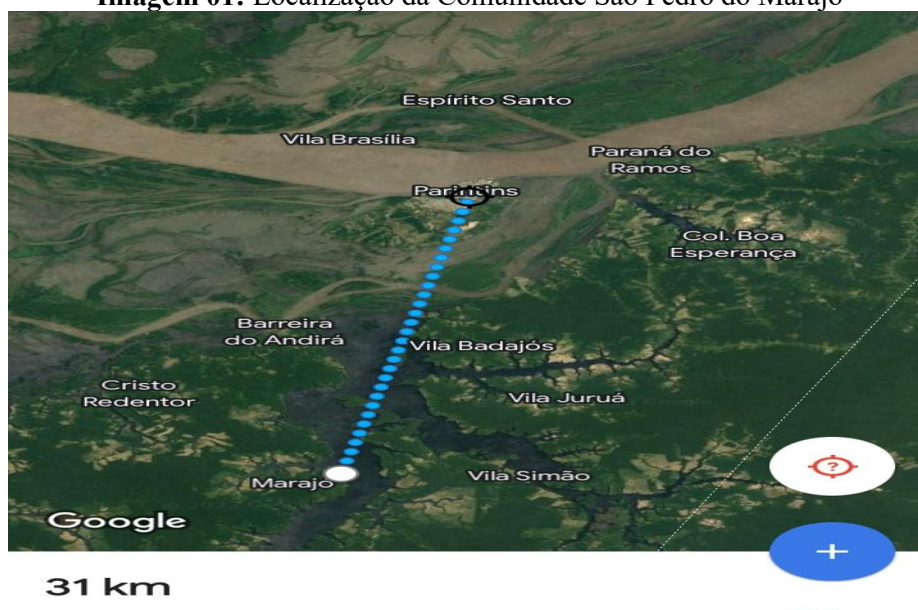 Imagem 01: Localização da Comunidade São Pedro do Marajó
Espírito Santo
Vila Brasília
Paraná do
Ramos
Parintins
Col. Boa
Esperança
Barreira
do Andirá
Vila Badajós
Cristo
Redentor
Vila Juruá
Marajo
Vila Simão
Google
31 km